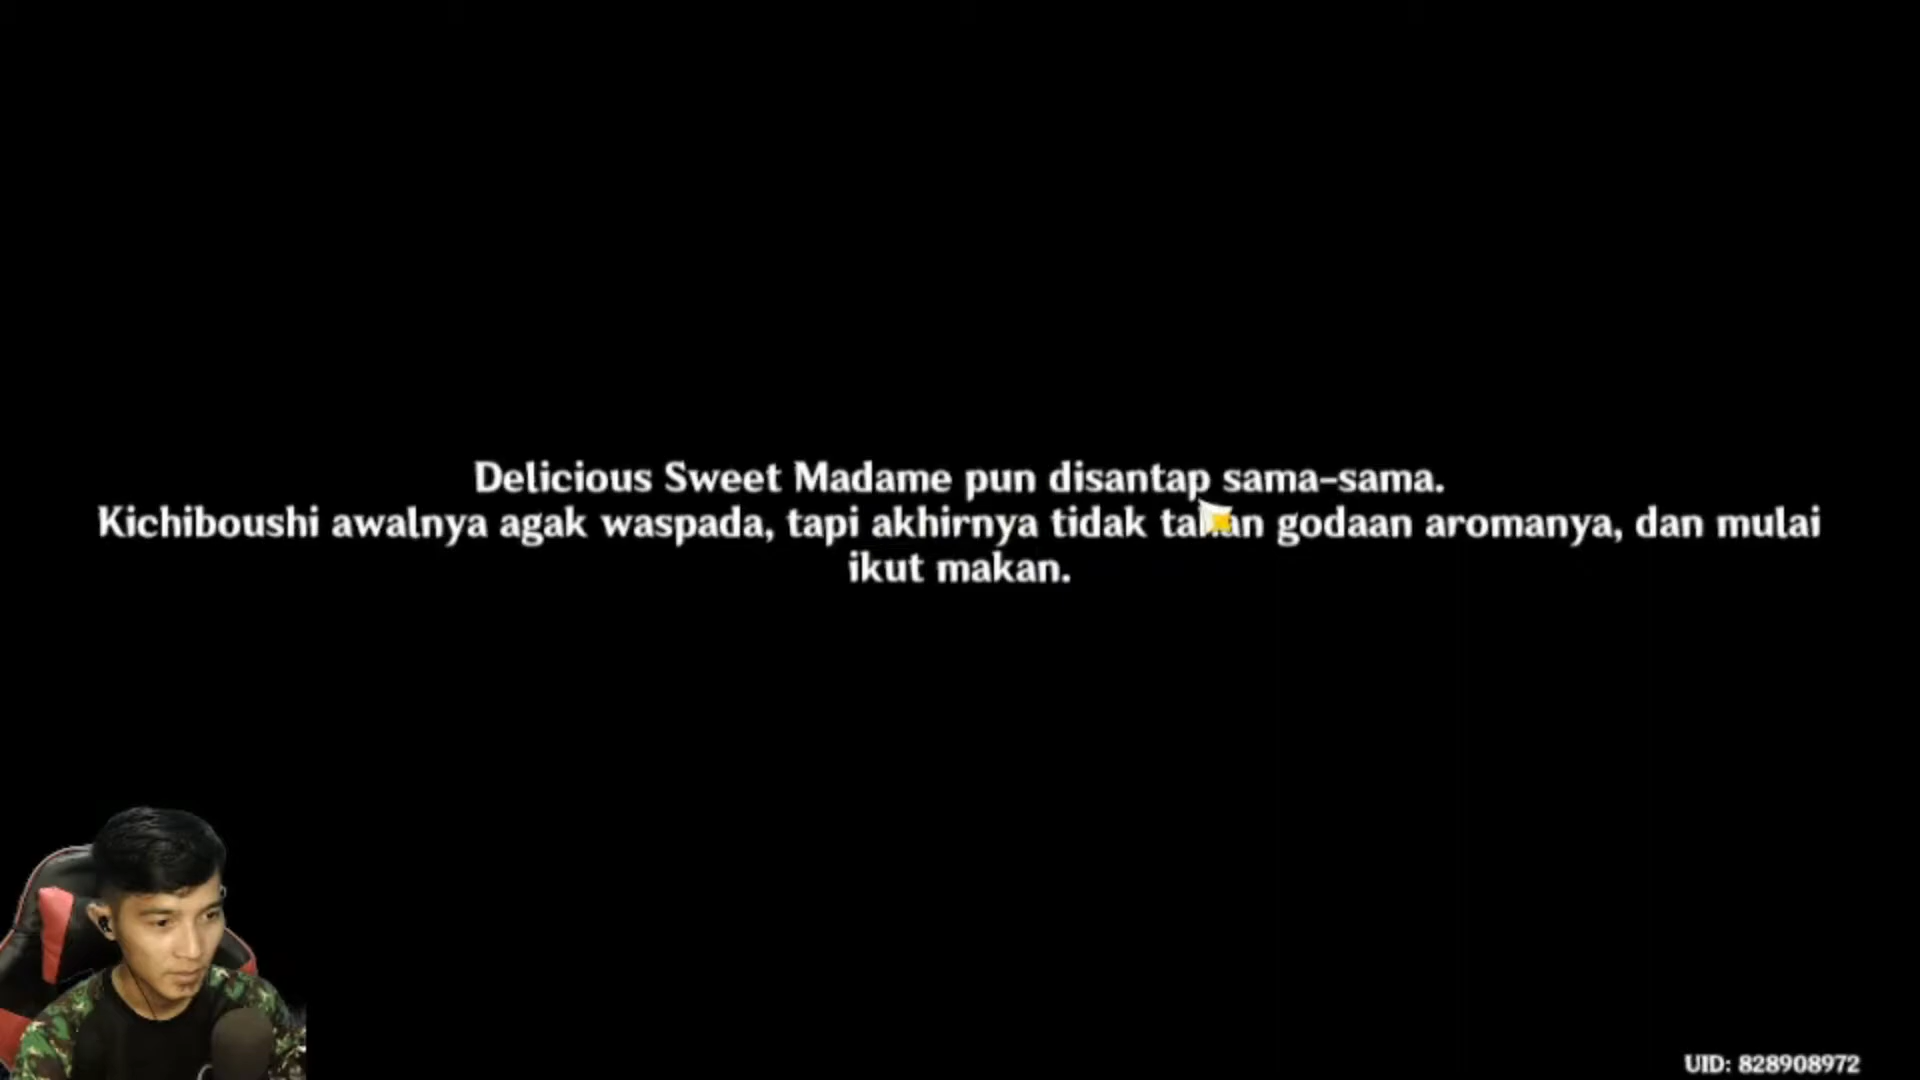 Delicious Sweet Madame pun disantap sama-sama.
Kichiboushi awalnya agak waspada, tapi akhirnya tidak tahan godaan aromanya, dan mulai
ikut makan.
UID: 828908972